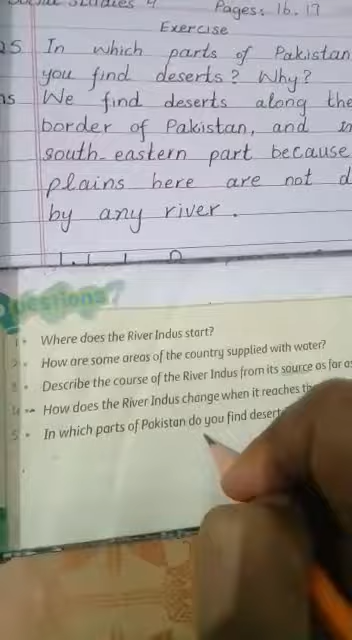 Social Studies 4 Pages: 16, 17
Exercise
Q5 In which parts of Pakistan
you find deserts? Why?
Ans We find deserts along the
border of Pakistan, and in
south-eastern part because
plains here are not d
by any river.
Questions?
1 • Where does the River Indus start?
2 • How are some areas of the country supplied with water?
3 • Describe the course of the River Indus from its source as far as
4 • How does the River Indus change when it reaches the
5 • In which parts of Pakistan do you find desert